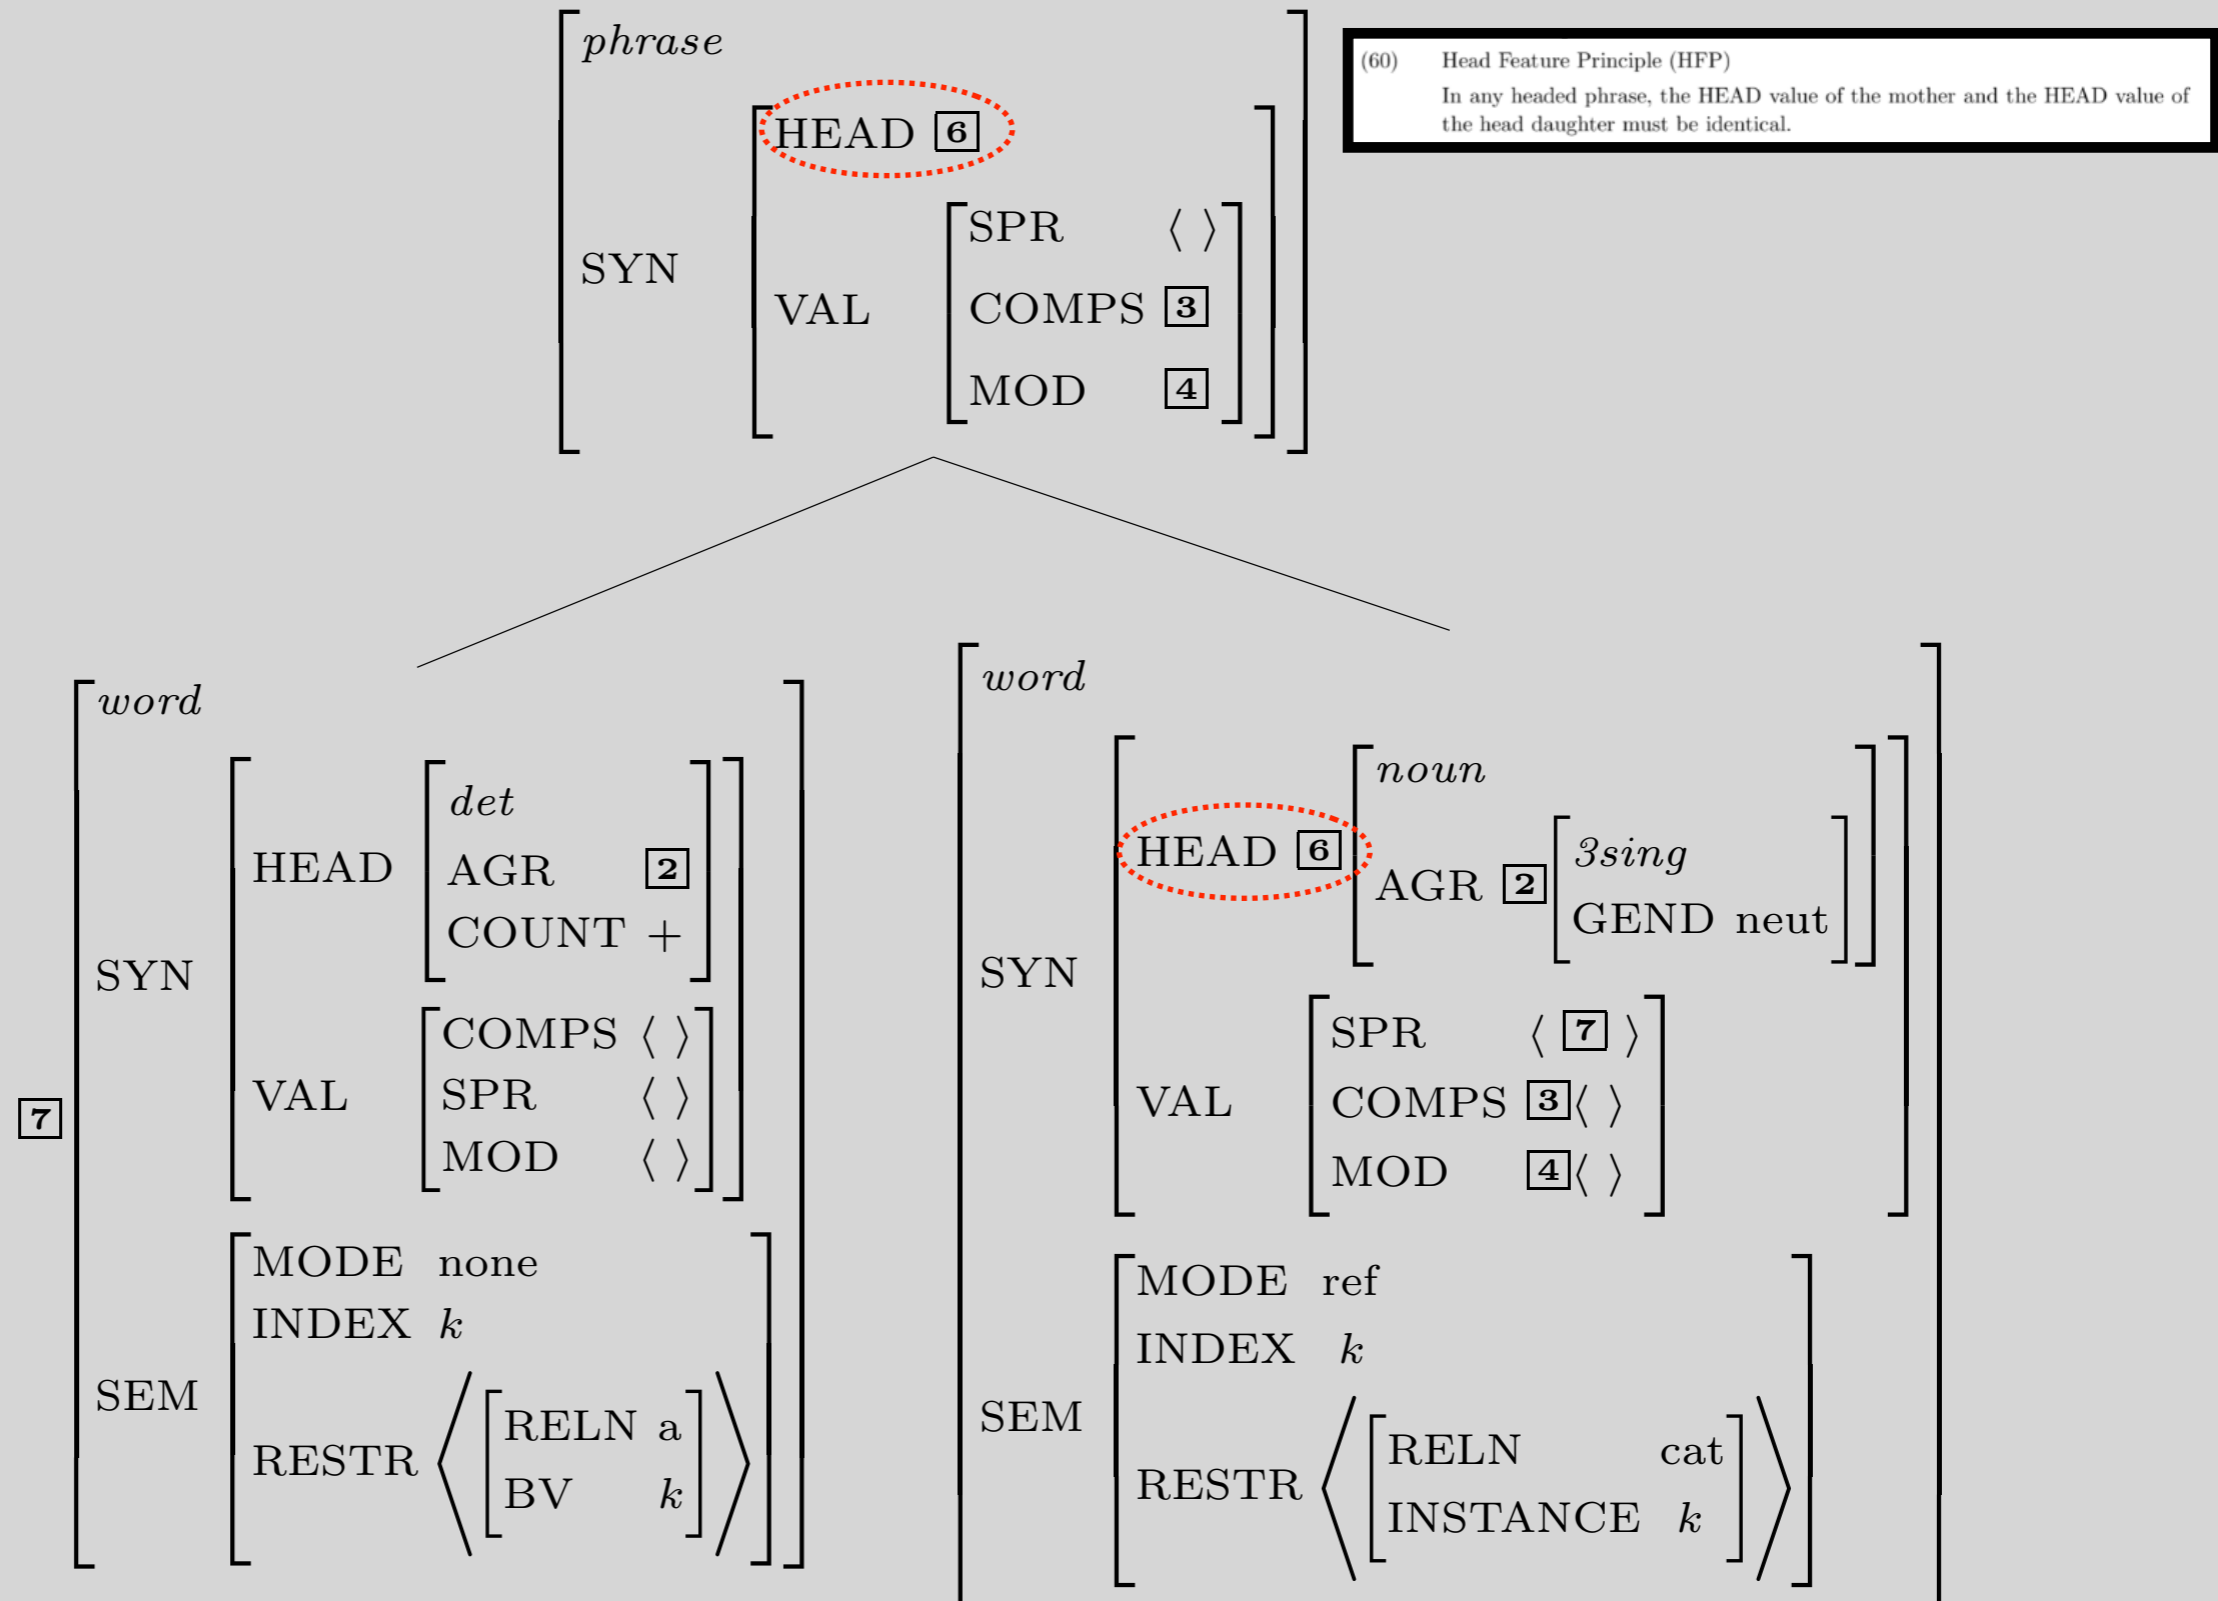 phrase
(60) Head Feature Principle (HFP)
In any headed phrase, the HEAD value of the mother and the HEAD value of
the head daughter must be identical.
HEAD 6
SYN
SPR ⟨ ⟩
VAL COMPS 3
MOD 4
word
det
HEAD AGR 2
COUNT +
SYN
COMPS ⟨ ⟩
VAL SPR ⟨ ⟩
MOD ⟨ ⟩
7
MODE none
INDEX k
SEM
RELN a
RESTR
BV k
word
noun
HEAD 6
3sing
AGR 2
GEND neut
SYN
SPR ⟨ 7 ⟩
VAL COMPS 3 ⟨ ⟩
MOD 4 ⟨ ⟩
MODE ref
INDEX k
SEM
RELN cat
RESTR
INSTANCE k